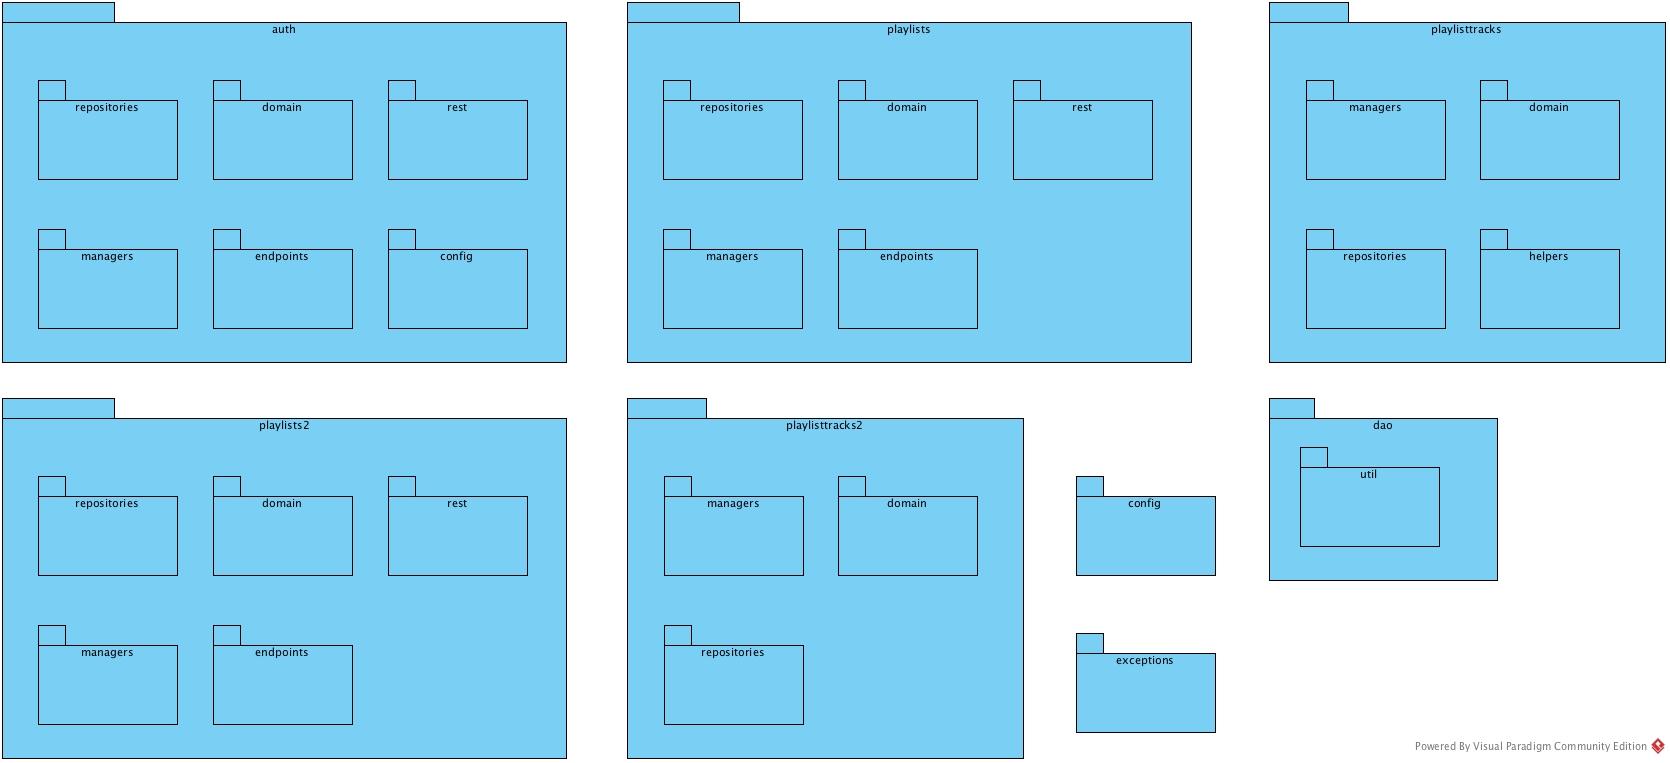 auth
repositories
domain
rest
managers
endpoints
config
playlists
repositories
domain
rest
managers
endpoints
playlisttracks
managers
domain
repositories
helpers
playlists2
repositories
domain
rest
managers
endpoints
playlisttracks2
managers
domain
repositories
config
exceptions
dao
util
Powered By Visual Paradigm Community Edition